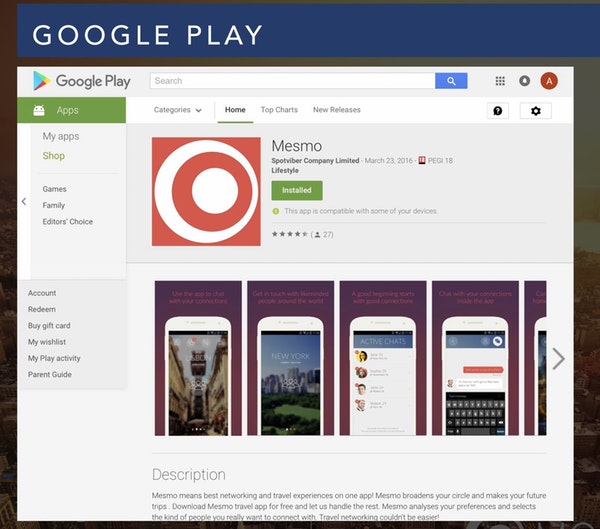 GOOGLE PLAY
Google Play
Search
A
Apps
Categories
Home
Top Charts
New Releases
My apps
Shop
Games
Family
Editors' Choice
Account
Redeem
Buy gift card
My wishlist
My Play activity
Parent Guide
Mesmo
Spotviber Company Limited - March 23, 2016 - PEGI 18
Lifestyle
Installed
This app is compatible with some of your devices.
( 27)
Use the app to chat
with your connections
LISBON
Get in touch with likeminded
people around the world
NEW YORK
A good beginning starts
with good connections
ACTIVE CHATS
Chat with your connections
inside the app
Description
Mesmo means best networking and travel experiences on one app! Mesmo broadens your circle and makes your future
trips . Download Mesmo travel app for free and let us handle the rest. Mesmo analyses your preferences and selects
the kind of people you really want to connect with. Travel networking couldn't be easier!